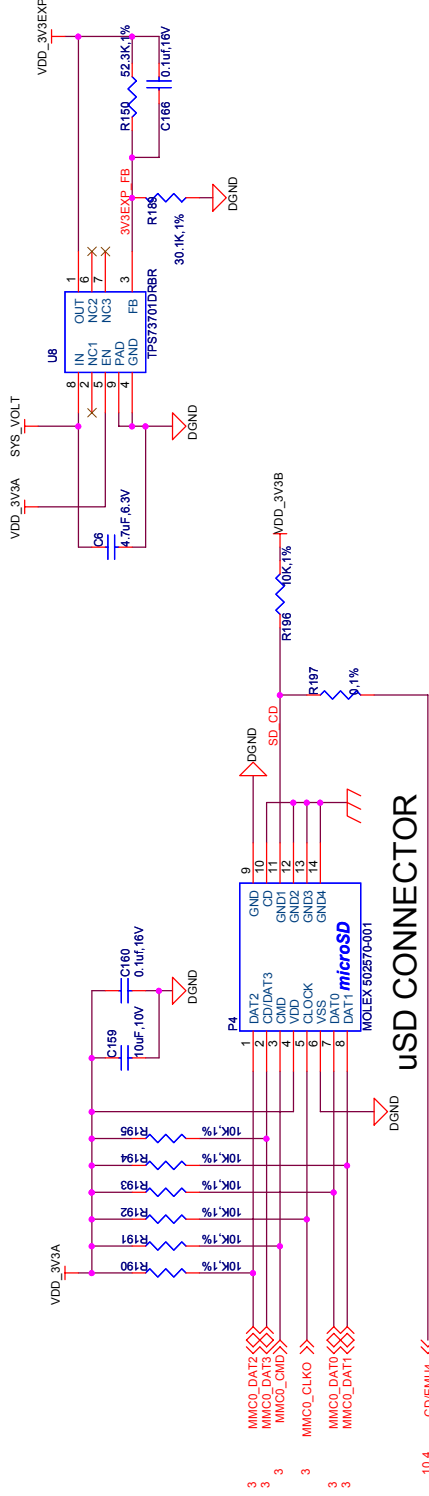 VDD_3V3EXP
52.3K,1%
R150
0.1uf,16V
C166
3V3EXP_FB
R189
30.1K,1%
DGND
U8
IN
NC1
EN
PAD
GND
OUT
NC2
NC3
FB
8
2
5
9
4
1
6
7
3
TPS73701DRBR
SYS_VOLT
VDD_3V3A
C6
4.7uF,6.3V
DGND
VDD_3V3B
10K,1%
R196
R197
0,1%
SD_CD
DGND
P4
DAT2
CD/DAT3
CMD
VDD
CLOCK
VSS
DAT0
DAT1
1
2
3
4
5
6
7
8
GND
CD
GND1
GND2
GND3
GND4
9
10
11
12
13
14
microSD
MOLEX 502570-001
uSD CONNECTOR
C160
0.1uf,16V
C159
10uF,10V
DGND
DGND
VDD_3V3A
R195
10K,1%
R194
10K,1%
R193
10K,1%
R192
10K,1%
R191
10K,1%
R190
10K,1%
3 MMC0_DAT2
3 MMC0_DAT3
3 MMC0_CMD
3 MMC0_CLKO
3 MMC0_DAT0
3 MMC0_DAT1
10,4